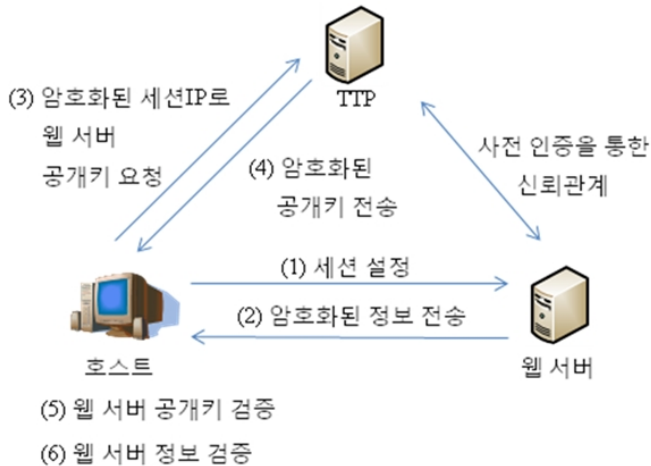 TTP
(3) 암호화된 세션IP로
웹 서버
공개키 요청
(4) 암호화된
공개키 전송
사전 인증을 통한
신뢰관계
(1) 세션 설정
(2) 암호화된 정보 전송
호스트
웹 서버
(5) 웹 서버 공개키 검증
(6) 웹 서버 정보 검증